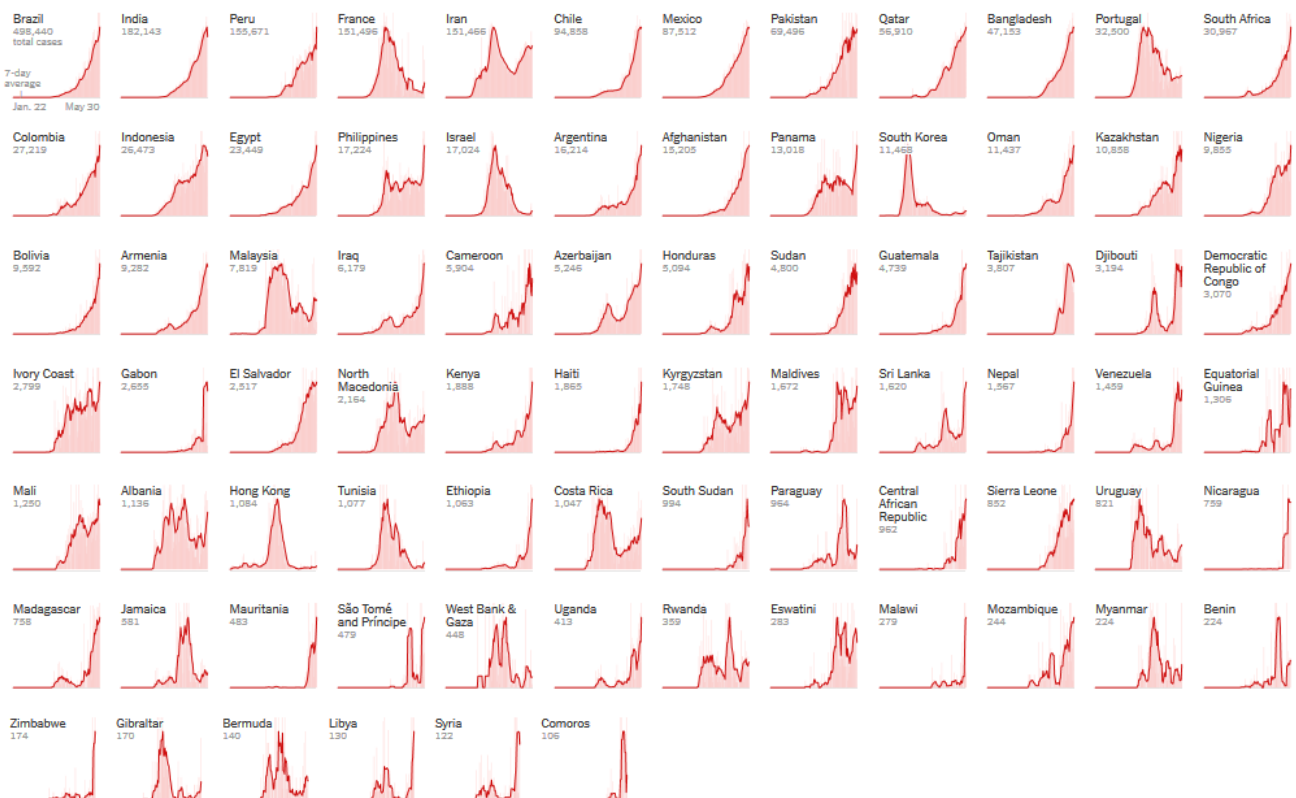 Brazil
498,440
total cases
7-day
average
Jan. 22 May 30
India
182,143
Peru
155,671
France
151,496
Iran
151,466
Chile
94,858
Mexico
87,512
Pakistan
69,496
Qatar
56,910
Bangladesh
47,153
Portugal
32,500
South Africa
30,967
Colombia
27,219
Indonesia
26,473
Egypt
23,449
Philippines
17,224
Israel
17,024
Argentina
16,214
Afghanistan
15,205
Panama
13,018
South Korea
11,468
Oman
11,437
Kazakhstan
10,858
Nigeria
9,855
Bolivia
9,592
Armenia
9,282
Malaysia
7,819
Iraq
6,179
Cameroon
5,904
Azerbaijan
5,246
Honduras
5,094
Sudan
4,800
Guatemala
4,739
Tajikistan
3,807
Djibouti
3,194
Democratic
Republic of
Congo
3,070
Ivory Coast
2,799
Gabon
2,655
El Salvador
2,517
North
Macedonia
2,164
Kenya
1,888
Haiti
1,865
Kyrgyzstan
1,748
Maldives
1,672
Sri Lanka
1,620
Nepal
1,567
Venezuela
1,459
Equatorial
Guinea
1,306
Mali
1,250
Albania
1,136
Hong Kong
1,084
Tunisia
1,077
Ethiopia
1,063
Costa Rica
1,047
South Sudan
994
Paraguay
964
Central
African
Republic
962
Sierra Leone
852
Uruguay
821
Nicaragua
759
Madagascar
758
Jamaica
581
Mauritania
483
São Tomé
and Príncipe
479
West Bank &
Gaza
448
Uganda
413
Rwanda
359
Eswatini
283
Malawi
279
Mozambique
244
Myanmar
224
Benin
224
Zimbabwe
174
Gibraltar
170
Bermuda
140
Libya
130
Syria
122
Comoros
106